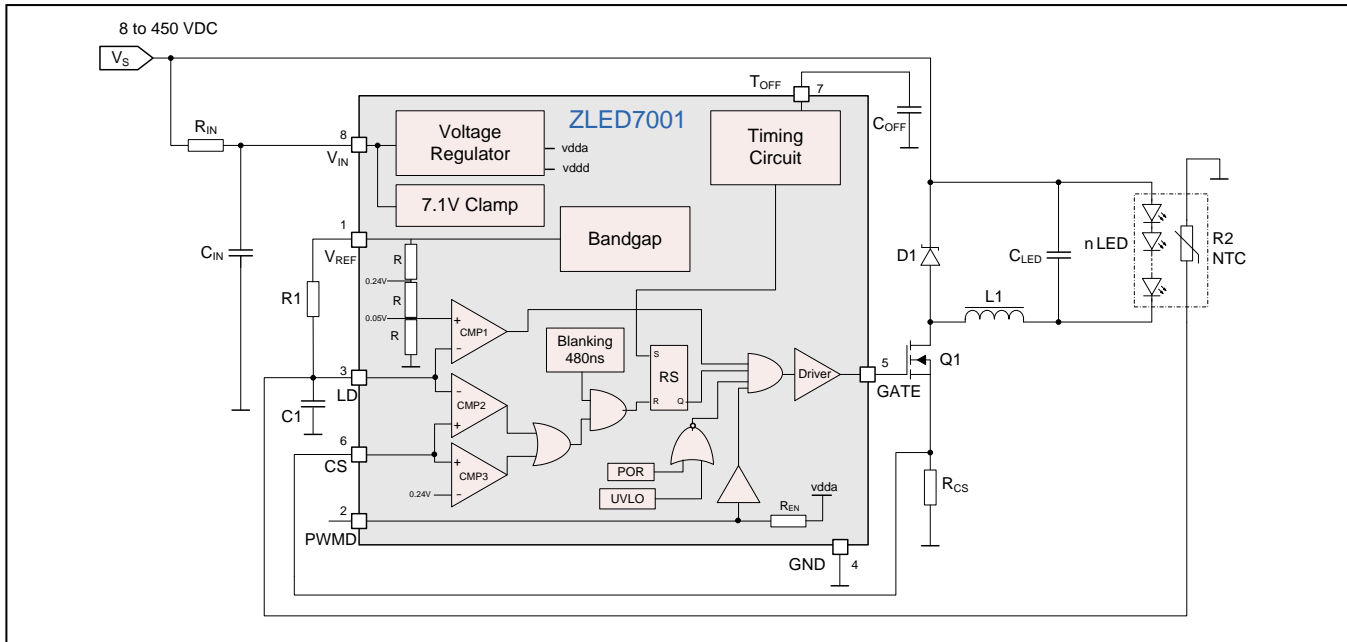 8 to 450 VDC
VS
TOFF
7
ZLED7001
COFF
RIN
8
VIN
Voltage
Regulator
vdda
vddd
Timing
Circuit
7.1V Clamp
1
VREF
Bandgap
CIN
R
0.24V
R
0.05V
R
R1
CMP1
+
-
D1
CLED
n LED
R2
NTC
L1
Blanking
480ns
S
RS
R
Q
Driver
5
GATE
Q1
3
LD
C1
-
CMP2
+
6
CS
+
CMP3
-
0.24V
POR
UVLO
vdda
REN
RCS
2
PWMD
GND
4